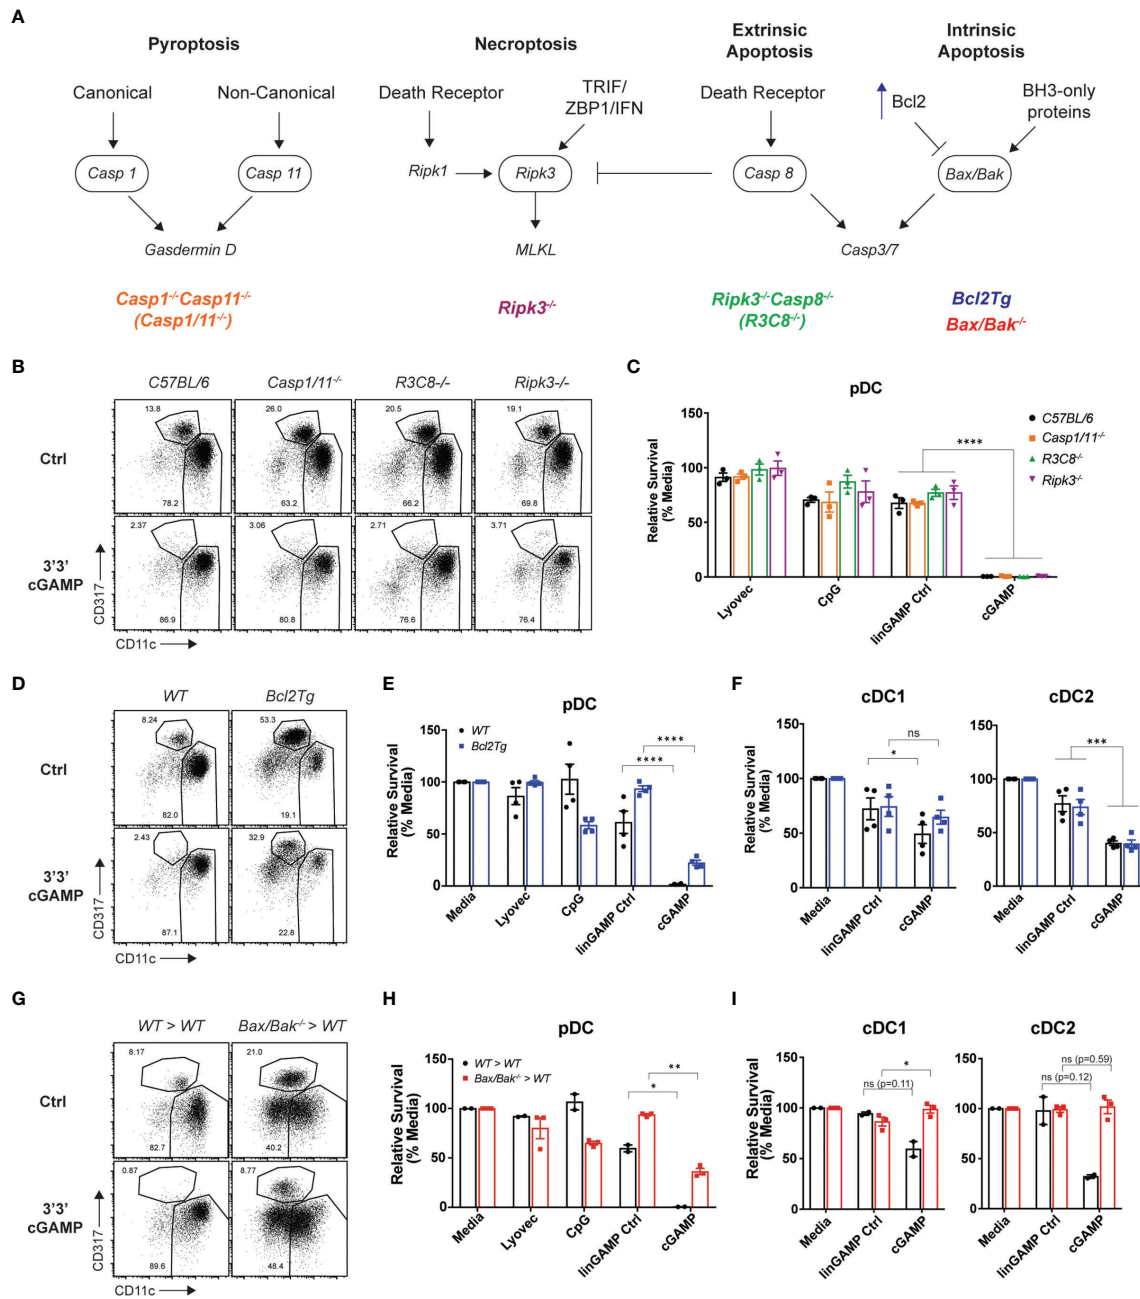 A
Pyroptosis
Necroptosis
Extrinsic
Apoptosis
Intrinsic
Apoptosis
Canonical
Non-Canonical
Death Receptor
TRIF/
ZBP1/IFN
Death Receptor
Bcl2
BH3-only
proteins
Casp 1
Casp 11
Ripk1
Ripk3
Casp 8
Bax/Bak
Gasdermin D
MLKL
Casp3/7
Casp1-/-Casp11-/-
(Casp1/11-/-)
Ripk3-/-
Ripk3-/-Casp8-/-
(R3C8-/-)
Bcl2Tg
Bax/Bak-/-
B
C57BL/6
Casp1/11-/-
R3C8-/-
Ripk3-/-
Ctrl
13.8
78.2
26.0
63.2
20.5
66.2
19.1
69.8
3'3'
cGAMP
2.37
86.9
3.06
80.8
2.71
76.6
3.71
76.4
CD317
CD11c
C
pDC
Relative Survival
(% Media)
150
100
50
0
****
C57BL/6
Casp1/11-/-
R3C8-/-
Ripk3-/-
Lyovec
CpG
linGAMP Ctrl
cGAMP
D
WT
Bcl2Tg
Ctrl
8.24
82.0
53.3
19.1
3'3'
cGAMP
2.43
87.1
32.9
22.8
CD317
CD11c
E
pDC
Relative Survival
(% Media)
150
100
50
0
WT
Bcl2Tg
****
****
Media
Lyovec
CpG
linGAMP Ctrl
cGAMP
F
cDC1
Relative Survival
(% Media)
150
100
50
0
ns
*
Media
linGAMP Ctrl
cGAMP
cDC2
150
100
50
0
***
Media
linGAMP Ctrl
cGAMP
G
WT > WT
Bax/Bak-/- > WT
Ctrl
8.17
82.7
21.0
40.2
3'3'
cGAMP
0.87
89.6
8.77
48.4
CD317
CD11c
H
pDC
Relative Survival
(% Media)
150
100
50
0
WT > WT
Bax/Bak-/- > WT
**
*
Media
Lyovec
CpG
linGAMP Ctrl
cGAMP
I
cDC1
Relative Survival
(% Media)
150
100
50
0
*
ns (p=0.11)
Media
linGAMP Ctrl
cGAMP
cDC2
150
100
50
0
ns (p=0.59)
ns (p=0.12)
Media
linGAMP Ctrl
cGAMP